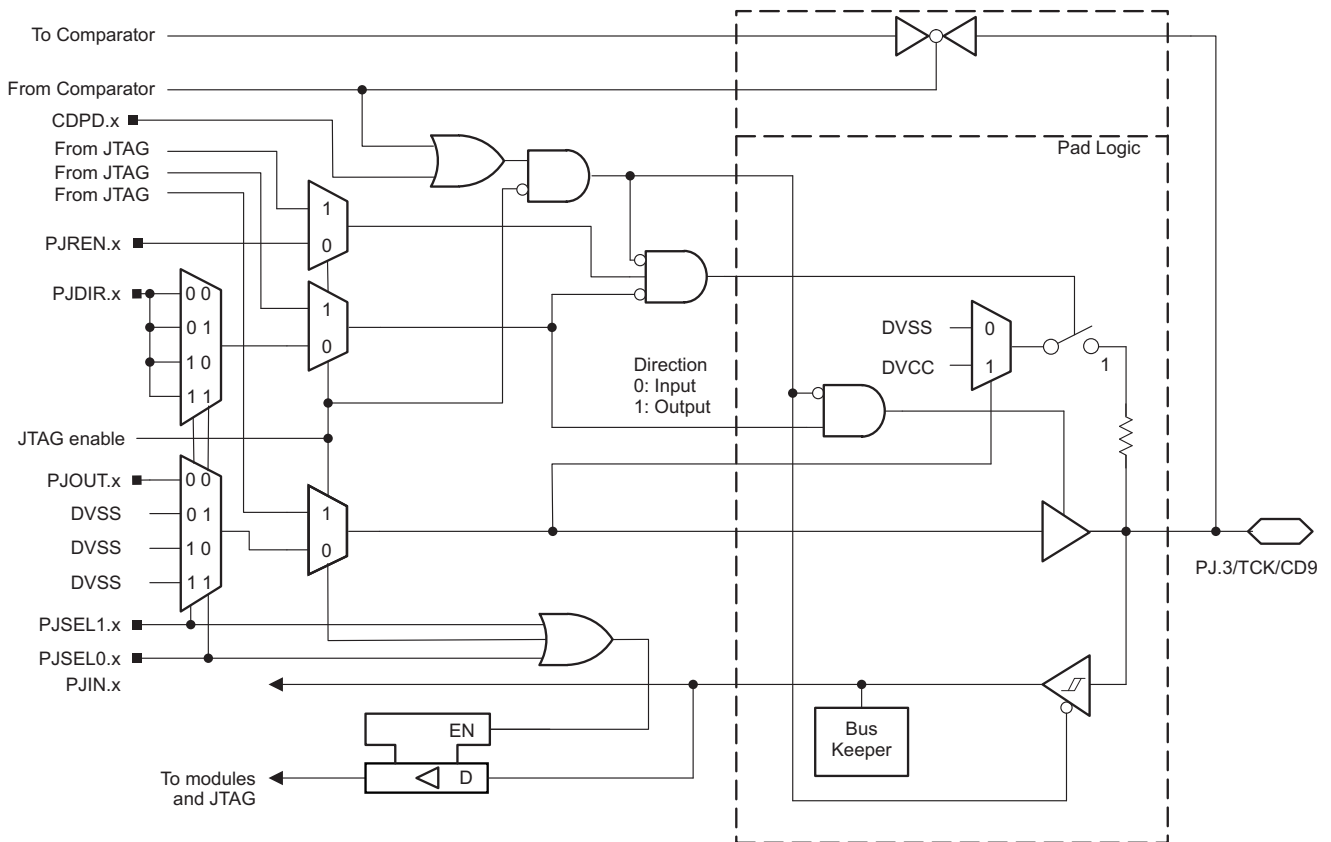 To Comparator
From Comparator
CDPD.x
From JTAG
From JTAG
From JTAG
Pad Logic
1
0
PJREN.x
PJDIR.x
0 0
0 1
1 0
1 1
1
0
DVSS
DVCC
0
1
1
Direction
0: Input
1: Output
JTAG enable
PJOUT.x
DVSS
DVSS
DVSS
0 0
0 1
1 0
1 1
1
0
PJ.3/TCK/CD9
PJSEL1.x
PJSEL0.x
PJIN.x
Bus
Keeper
EN
D
To modules
and JTAG